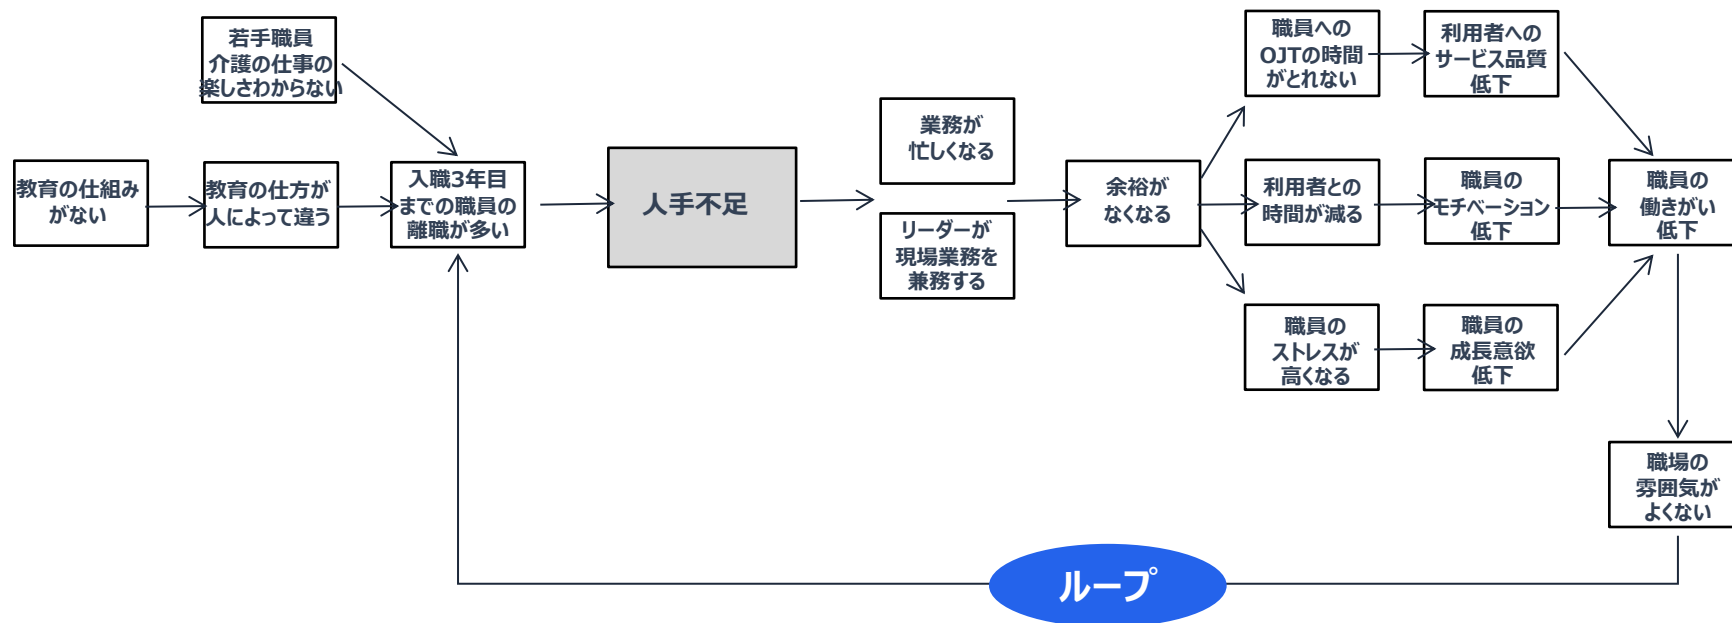 若手職員
介護の仕事の
楽しさわからない
教育の仕組み
がない
教育の仕方が
人によって違う
入職3年目
までの職員の
離職が多い
人手不足
業務が
忙しくなる
リーダーが
現場業務を
兼務する
余裕が
なくなる
職員への
OJTの時間
がとれない
利用者への
サービス品質
低下
利用者との
時間が減る
職員の
モチベーション
低下
職員の
ストレスが
高くなる
職員の
成長意欲
低下
職員の
働きがい
低下
職場の
雰囲気が
よくない
ループ